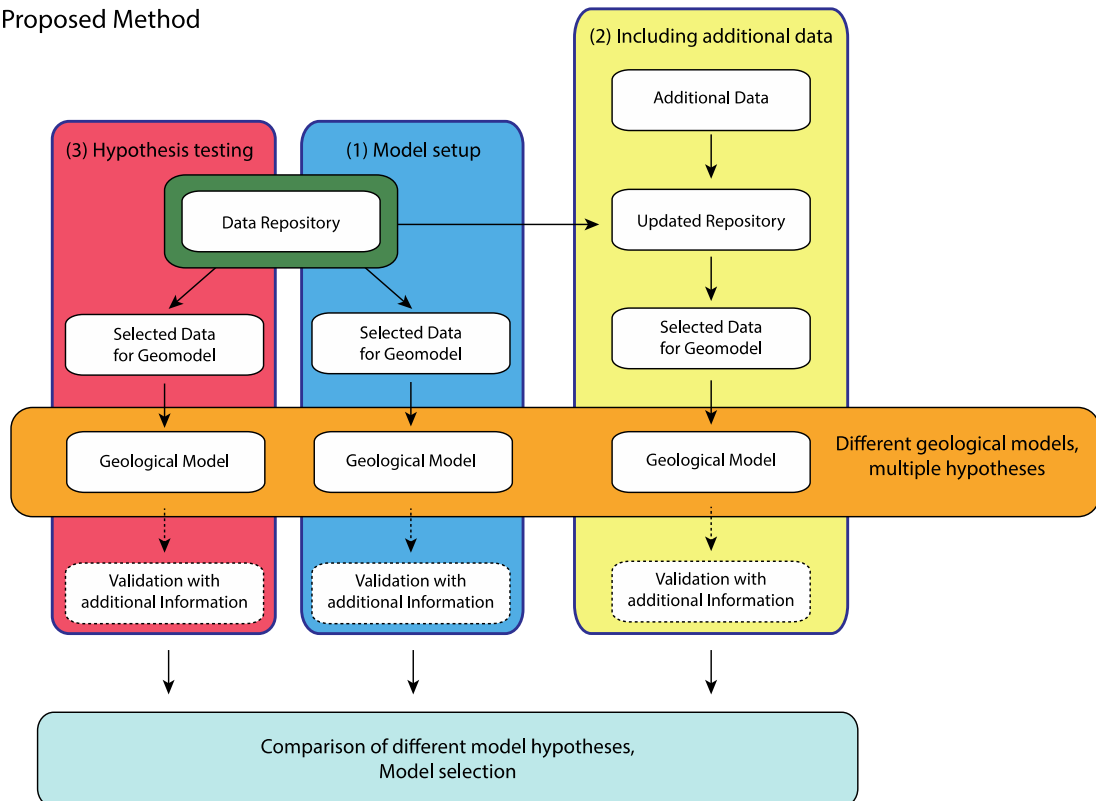 Proposed Method
(2) Including additional data
Additional Data
(3) Hypothesis testing
(1) Model setup
Data Repository
Updated Repository
Selected Data
for Geomodel
Selected Data
for Geomodel
Selected Data
for Geomodel
Geological Model
Geological Model
Geological Model
Different geological models,
multiple hypotheses
Validation with
additional Information
Validation with
additional Information
Validation with
additional Information
Comparison of different model hypotheses,
Model selection